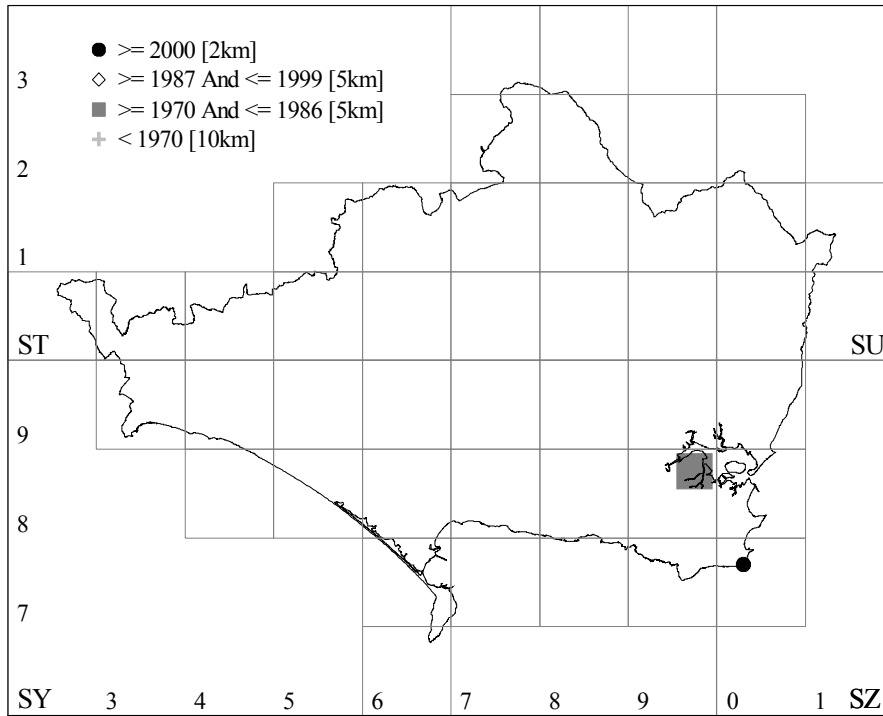 >= 2000 [2km]
>= 1987 And <= 1999 [5km]
>= 1970 And <= 1986 [5km]
< 1970 [10km]
3
2
1
ST SU
9
8
7
SY 3 4 5 6 7 8 9 0 1 SZ